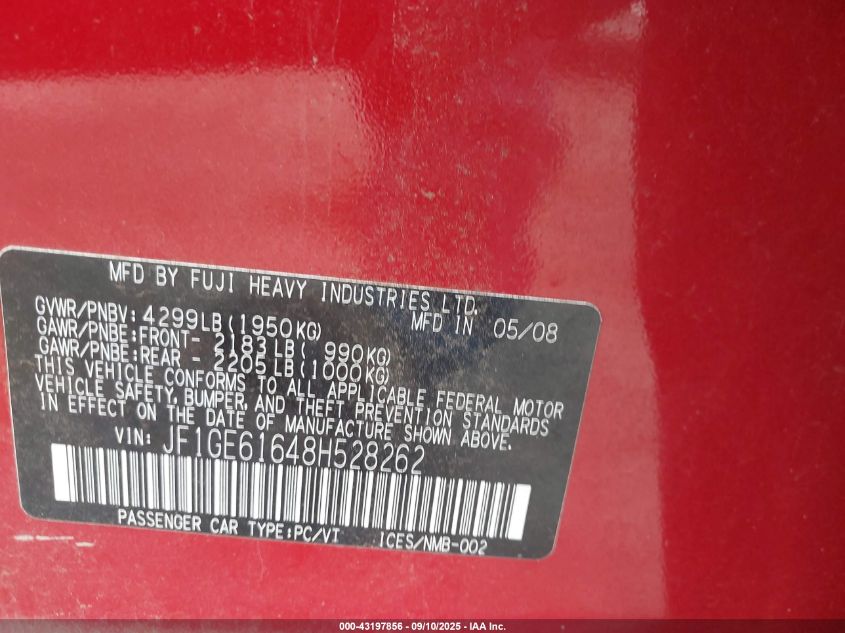 MFD BY FUJI HEAVY INDUSTRIES LTD.
GVWR/PNBV: 4299LB (1950KG) MFD IN 05/08
GAWR/PNBE: FRONT- 2183LB ( 990KG)
GAWR/PNBE: REAR - 2205LB (1000KG)
THIS VEHICLE CONFORMS TO ALL APPLICABLE FEDERAL MOTOR
VEHICLE SAFETY, BUMPER, AND THEFT PREVENTION STANDARDS
IN EFFECT ON THE DATE OF MANUFACTURE SHOWN ABOVE.
VIN: JF1GE61648H528262
PASSENGER CAR TYPE:PC/VT ICES/NMB-002
000-43197856 - 09/10/2025 - IAA Inc.